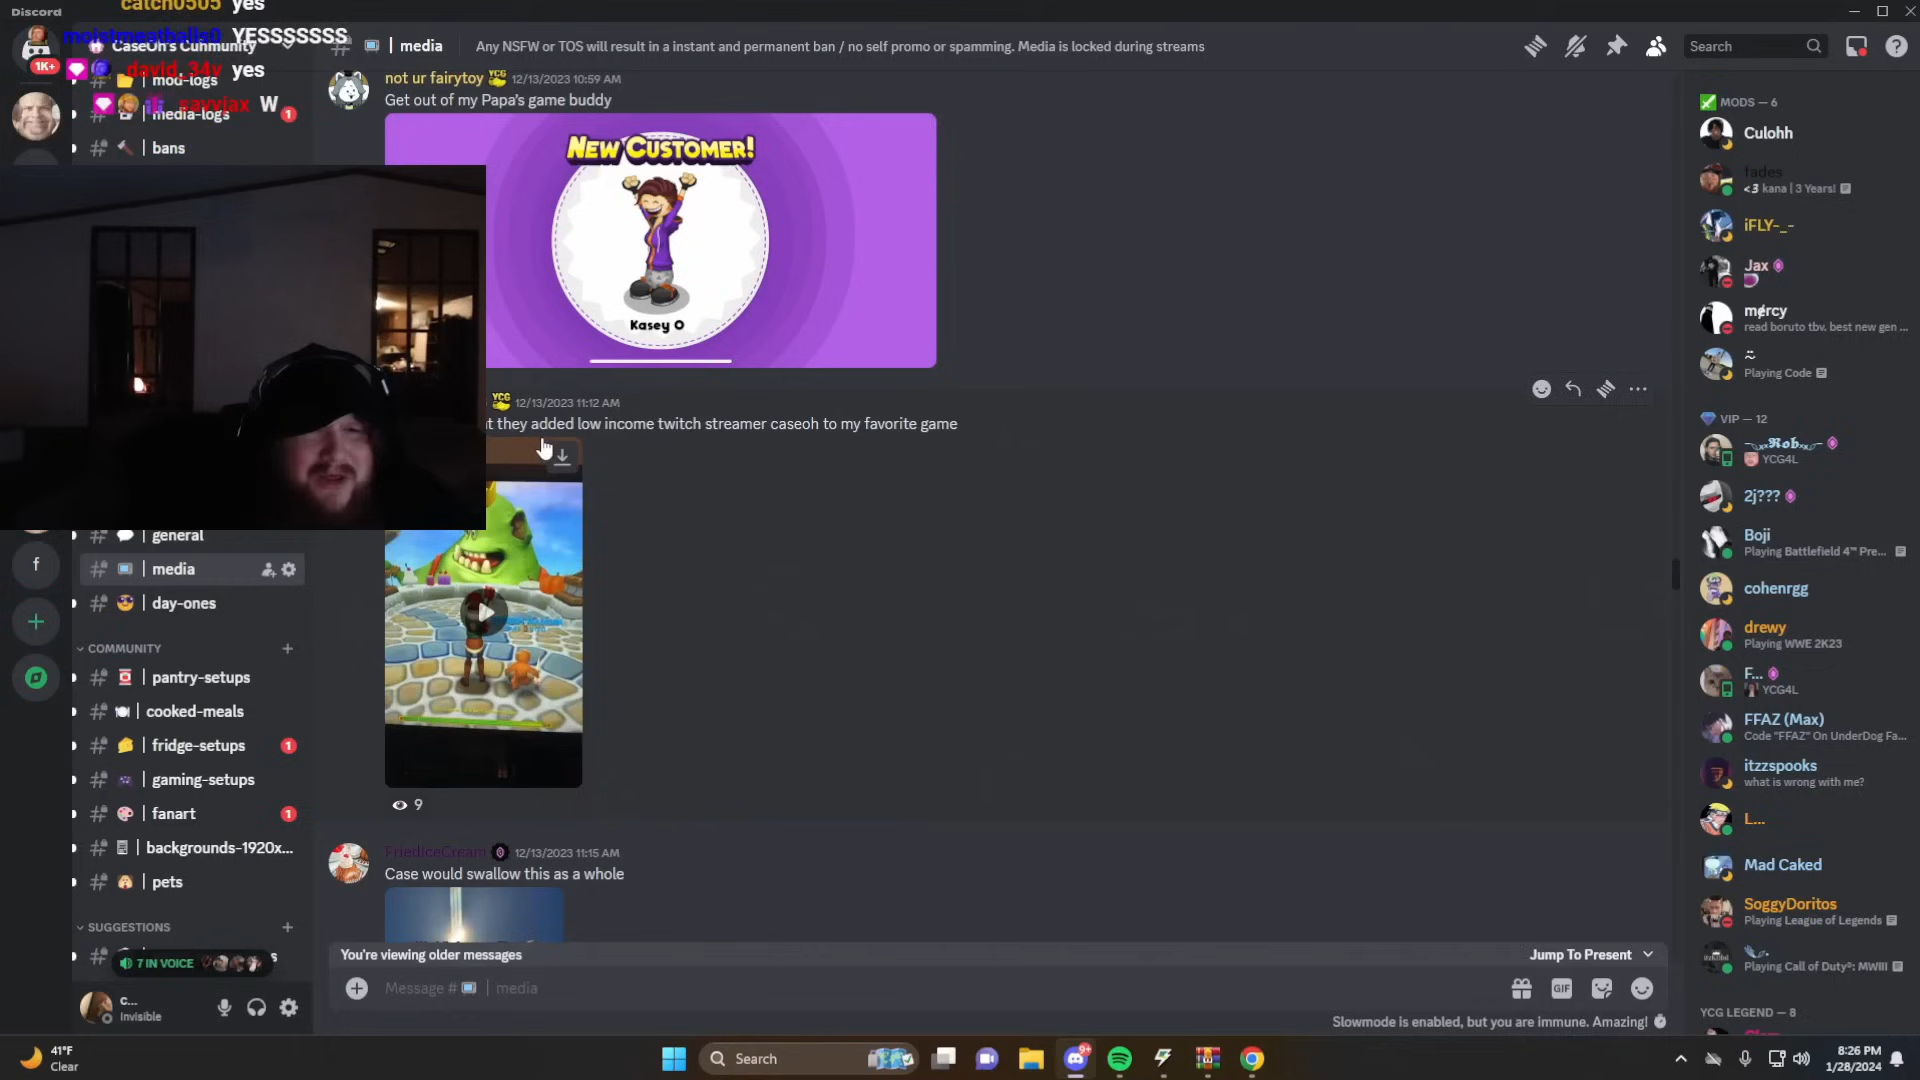 Discord
catch0505 yes
moistmeatballs0 YESSSSSSS
CaseOh's Cunmunity
david_34v yes
savvjax W
1K+
mod-logs
media-logs 1
bans
general
media
day-ones
COMMUNITY
pantry-setups
cooked-meals
fridge-setups 1
gaming-setups
fanart 1
backgrounds-1920x...
pets
SUGGESTIONS
7 IN VOICE
c...
Invisible
f
media
Any NSFW or TOS will result in a instant and permanent ban / no self promo or spamming. Media is locked during streams
Search
not ur fairytoy YCG 12/13/2023 10:59 AM
Get out of my Papa's game buddy
NEW CUSTOMER!
Kasey O
YCG 12/13/2023 11:12 AM
t they added low income twitch streamer caseoh to my favorite game
9
FriedIceCream 12/13/2023 11:15 AM
Case would swallow this as a whole
You're viewing older messages
Jump To Present
Message # | media
GIF
Slowmode is enabled, but you are immune. Amazing!
MODS — 6
Culohh
fades
<3 kana | 3 Years!
iFLY-_-
Jax
mercy
read boruto tbv. best new gen ...
Playing Code
VIP — 12
Rob
YCG4L
2j???
Boji
Playing Battlefield 4™ Pre...
cohenrgg
drewy
Playing WWE 2K23
F...
YCG4L
FFAZ (Max)
Code "FFAZ" On UnderDog Fa...
itzzspooks
what is wrong with me?
L...
Mad Caked
SoggyDoritos
Playing League of Legends
Playing Call of Duty®: MWIII
YCG LEGEND — 8
41°F
Clear
Search
9+
8:26 PM
1/28/2024